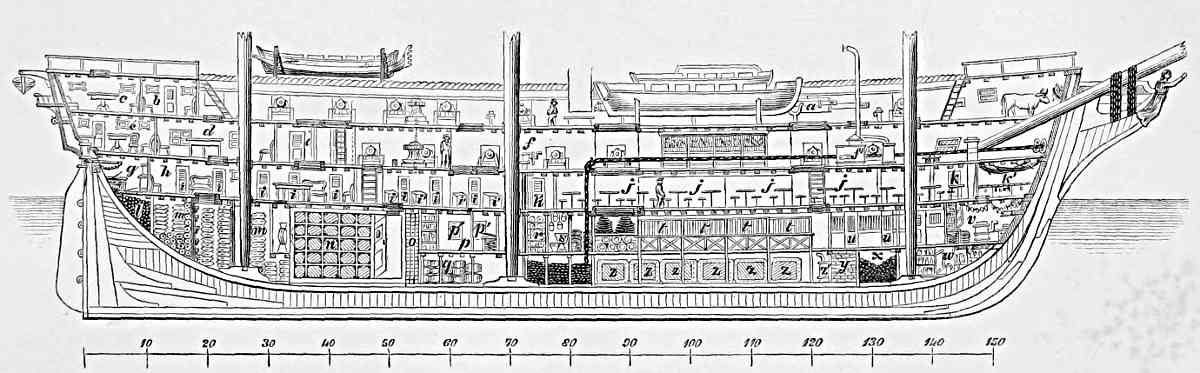 c b a
e d f
g h i i i i i i i i j j j j k k'
m l m n o p p p r s t t t t u u v
q z z z z z z z y x w
10 20 30 40 50 60 70 80 90 100 110 120 130 140 150